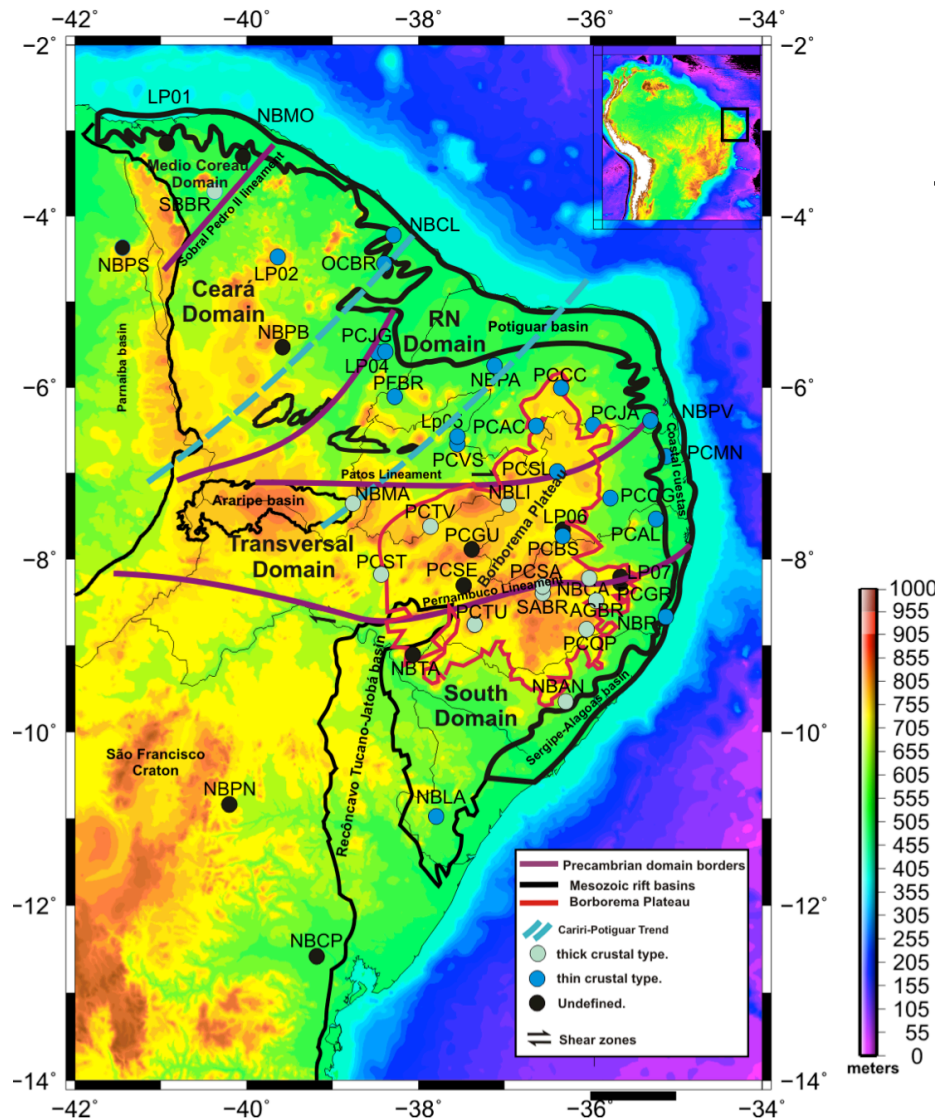 −42 −40 −38 −36˚ −34
−2 −2˚
LP01
NBMO
Medio Coreaú
Domain
SBBR
Sobral Pedro II lineament
−4 −4˚
NBCL
NBPS
LP02
OCBR
Ceará
Domain
RN
Domain
Potiguar basin
NBPB
PCJG
LP04
Parnaiba basin
−6 −6˚
PFBR
NBPA
PCCC
PCJA
NBPV
Lp05
PCAC
PCMN
PCVS
PCSL
Coastal cuestas
Patos Lineament
NBLI
PCCG
Araripe basin
NBMA
PCTV
LP06
PCAL
Borborema Plateau
PCGU
PCBS
−8 −8˚
Transversal
Domain
PCST
PCSE
PCSA
LP07
Pernambuco Lineament
NBCA
PCGR
SABR
AGBR
PCTU
NBR
PCQP
NBTA
NBAN
South
Domain
−10 −10˚
Sergipe-Alagoas basin
São Francisco
Craton
Recôncavo Tucano-Jatobá basin
NBPN
NBLA
−12 −12˚
NBCP
−14 −14˚
−42 −40 −38 −36˚ −34
Precambrian domain borders
Mesozoic rift basins
Borborema Plateau
Cariri-Potiguar Trend
thick crustal type.
thin crustal type.
Undefined.
Shear zones
1000
955
905
855
805
755
705
655
605
555
505
455
405
355
305
255
205
155
105
55
0
meters